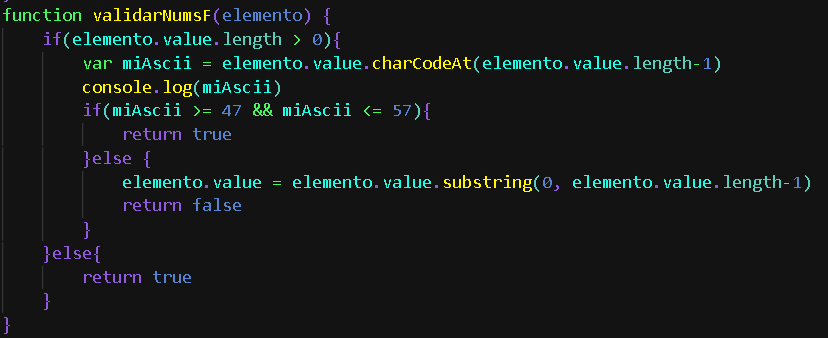 function validarNumsF(elemento) {
    if(elemento.value.length > 0){
        var miAscii = elemento.value.charCodeAt(elemento.value.length-1)
        console.log(miAscii)
        if(miAscii >= 47 && miAscii <= 57){
            return true
        }else {
            elemento.value = elemento.value.substring(0, elemento.value.length-1)
            return false
        }
    }else{
        return true
    }
}